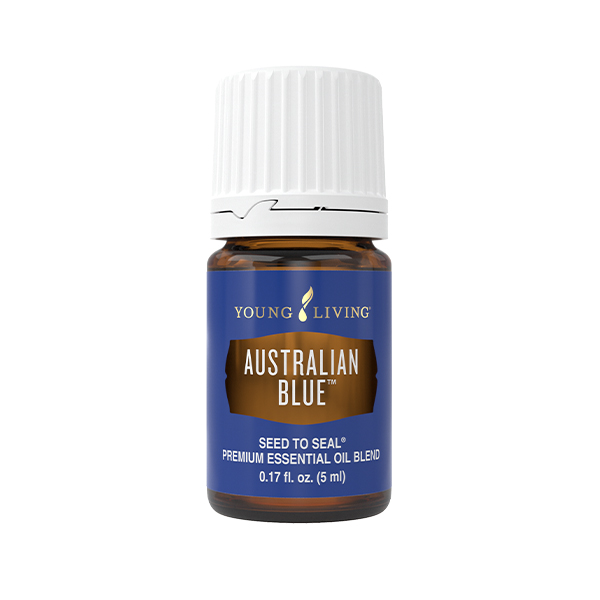 YOUNG LIVING®
AUSTRALIAN
BLUE™
SEED TO SEAL®
PREMIUM ESSENTIAL OIL BLEND
0.17 fl. oz. (5 ml)